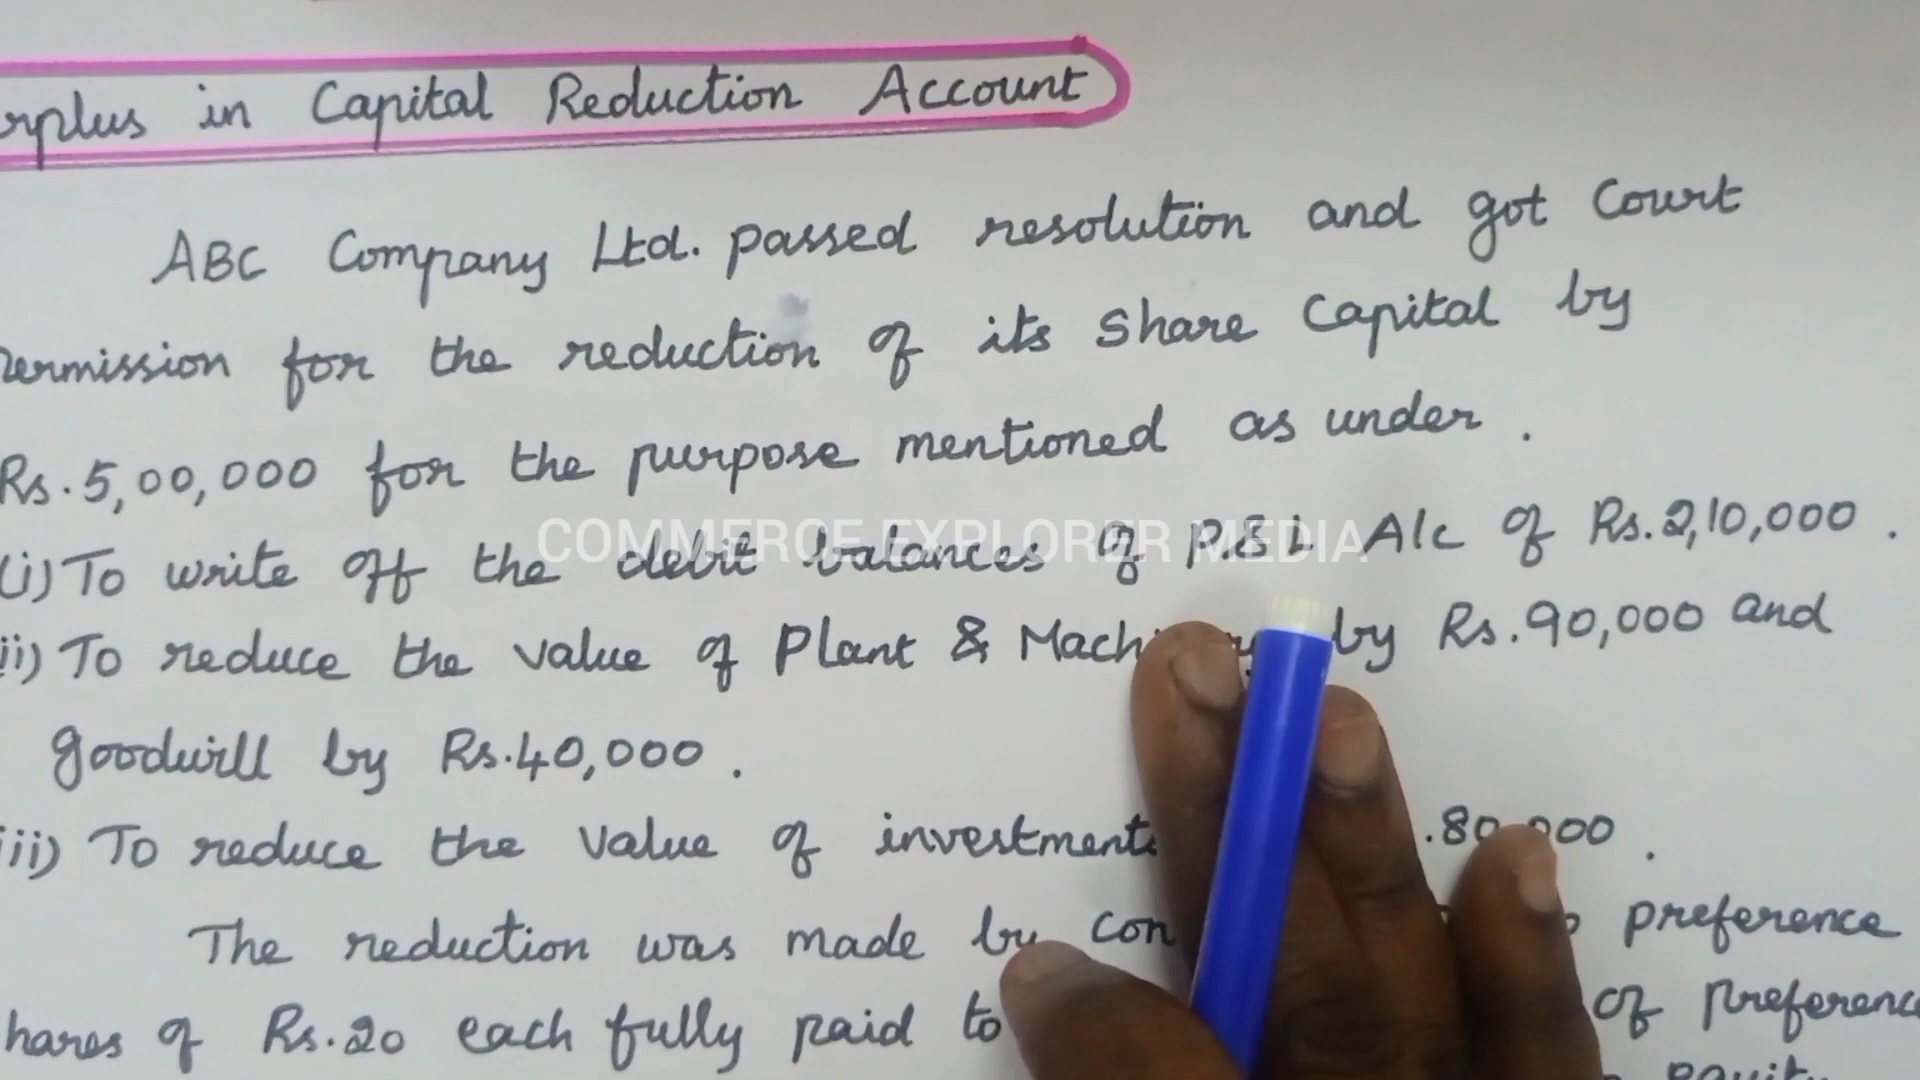 rplus in Capital Reduction Account
ABC Company Ltd. passed resolution and got Court
permission for the reduction of its Share Capital by
Rs.5,00,000 for the purpose mentioned as under.
COMMERCE EXPLORER MEDIA
(i) To write off the debit balances of P&L A/c of Rs.2,10,000.
ii) To reduce the value of Plant & by Rs.90,000 and
goodwill by Rs.40,000.
iii) To reduce the value of investments .80,000.
The reduction was made by con preference
hares of Rs.20 each fully paid to of preference